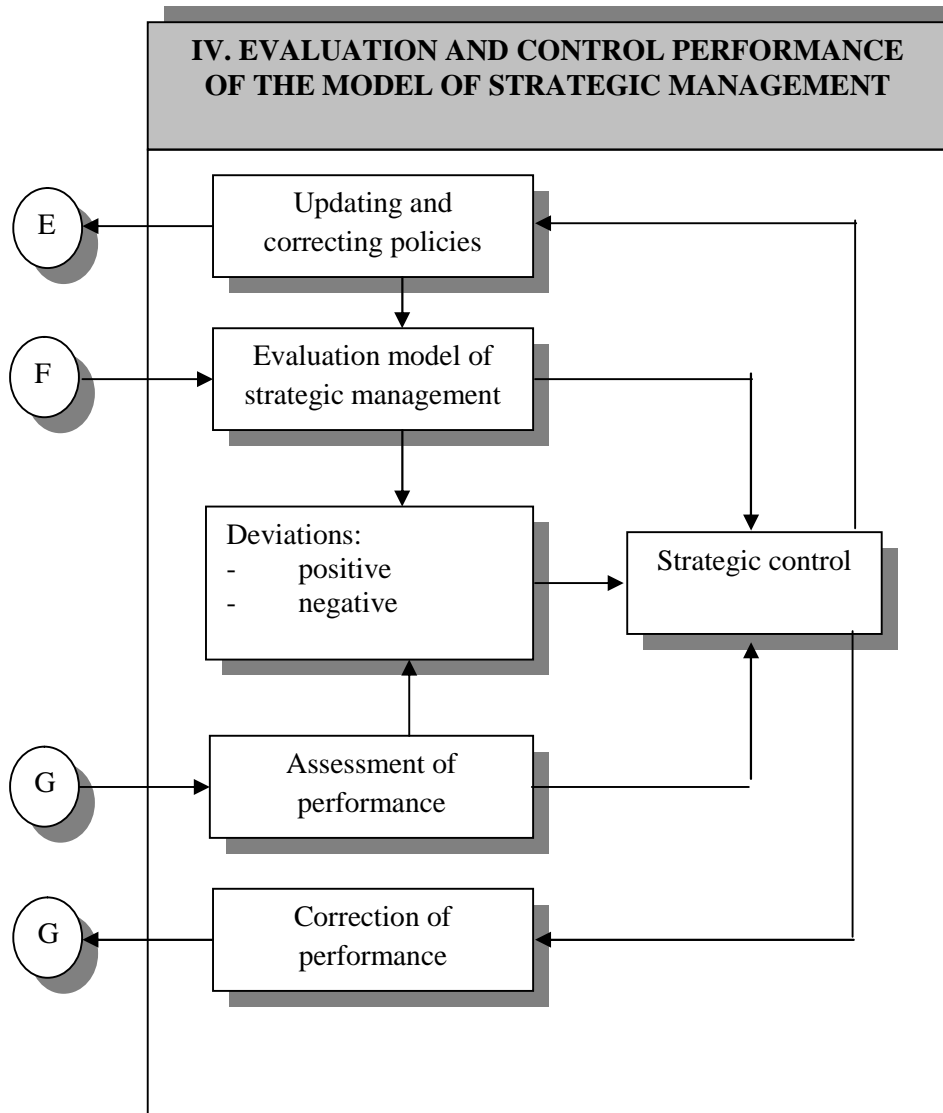 IV. EVALUATION AND CONTROL PERFORMANCE
OF THE MODEL OF STRATEGIC MANAGEMENT
E
Updating and
correcting policies
F
Evaluation model of
strategic management
Deviations:
- positive
- negative
Strategic control
G
Assessment of
performance
G
Correction of
performance